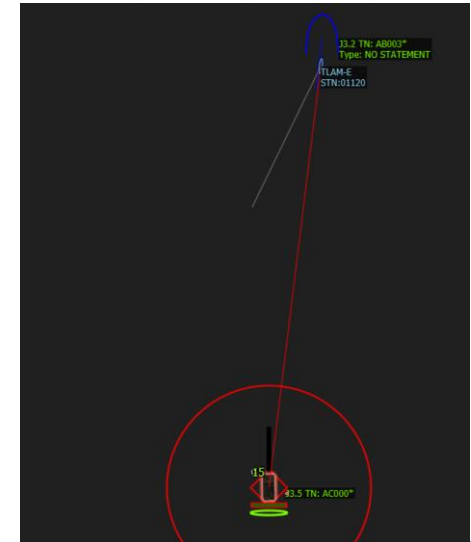 J3.2 TN: AB003*
Type: NO STATEMENT
TLAM-E
STN:01120
15
J3.5 TN: AC000*